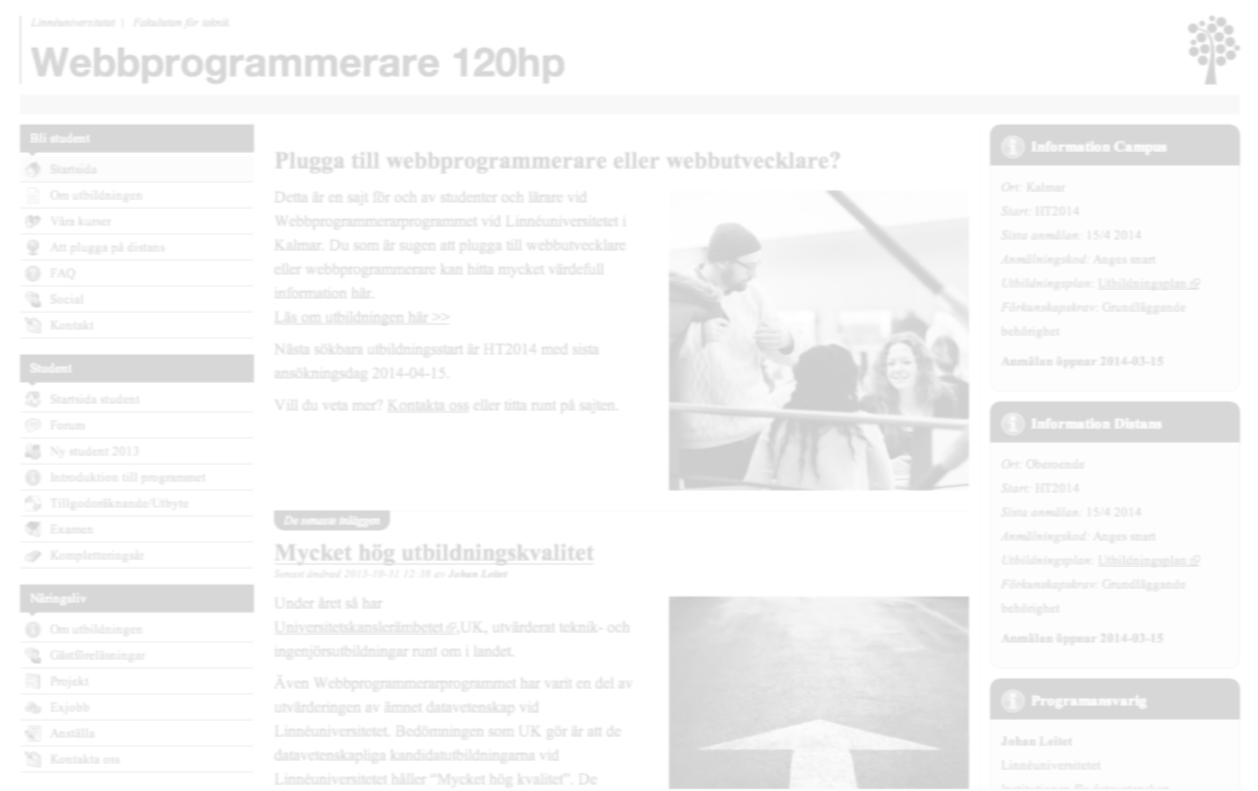 Linnéuniversitetet | Fakulteten för teknik
Webbprogrammerare 120hp
Bli student
Startsida
Om utbildningen
Våra kurser
Att plugga på distans
FAQ
Social
Kontakt
Student
Startsida student
Forum
Ny student 2013
Introduktion till programmet
Tillgodoräknande/Utbyte
Examen
Kompletteringsår
Näringsliv
Om utbildningen
Gästföreläsningar
Projekt
Exjobb
Anställa
Kontakta oss
Plugga till webbprogrammerare eller webbutvecklare?
Detta är en sajt för och av studenter och lärare vid
Webbprogrammerarprogrammet vid Linnéuniversitetet i
Kalmar. Du som är sugen att plugga till webbutvecklare
eller webbprogrammerare kan hitta mycket värdefull
information här.
Läs om utbildningen här >>
Nästa sökbara utbildningsstart är HT2014 med sista
ansökningsdag 2014-04-15.
Vill du veta mer? Kontakta oss eller titta runt på sajten.
De senaste inläggen
Mycket hög utbildningskvalitet
Senast ändrad 2013-10-31 12:38 av Johan Leitet
Under året så har
Universitetskanslerämbetet,UK, utvärderat teknik- och
ingenjörsutbildningar runt om i landet.
Även Webbprogrammerarprogrammet har varit en del av
utvärderingen av ämnet datavetenskap vid
Linnéuniversitetet. Bedömningen som UK gör är att de
datavetenskapliga kandidatutbildningarna vid
Linnéuniversitetet håller “Mycket hög kvalitet”. De
Information Campus
Ort: Kalmar
Start: HT2014
Sista anmälan: 15/4 2014
Anmälningskod: Anges snart
Utbildningsplan: Utbildningsplan
Förkunskapskrav: Grundläggande
behörighet
Anmälan öppnar 2014-03-15
Information Distans
Ort: Oberoende
Start: HT2014
Sista anmälan: 15/4 2014
Anmälningskod: Anges snart
Utbildningsplan: Utbildningsplan
Förkunskapskrav: Grundläggande
behörighet
Anmälan öppnar 2014-03-15
Programansvarig
Johan Leitet
Linnéuniversitetet